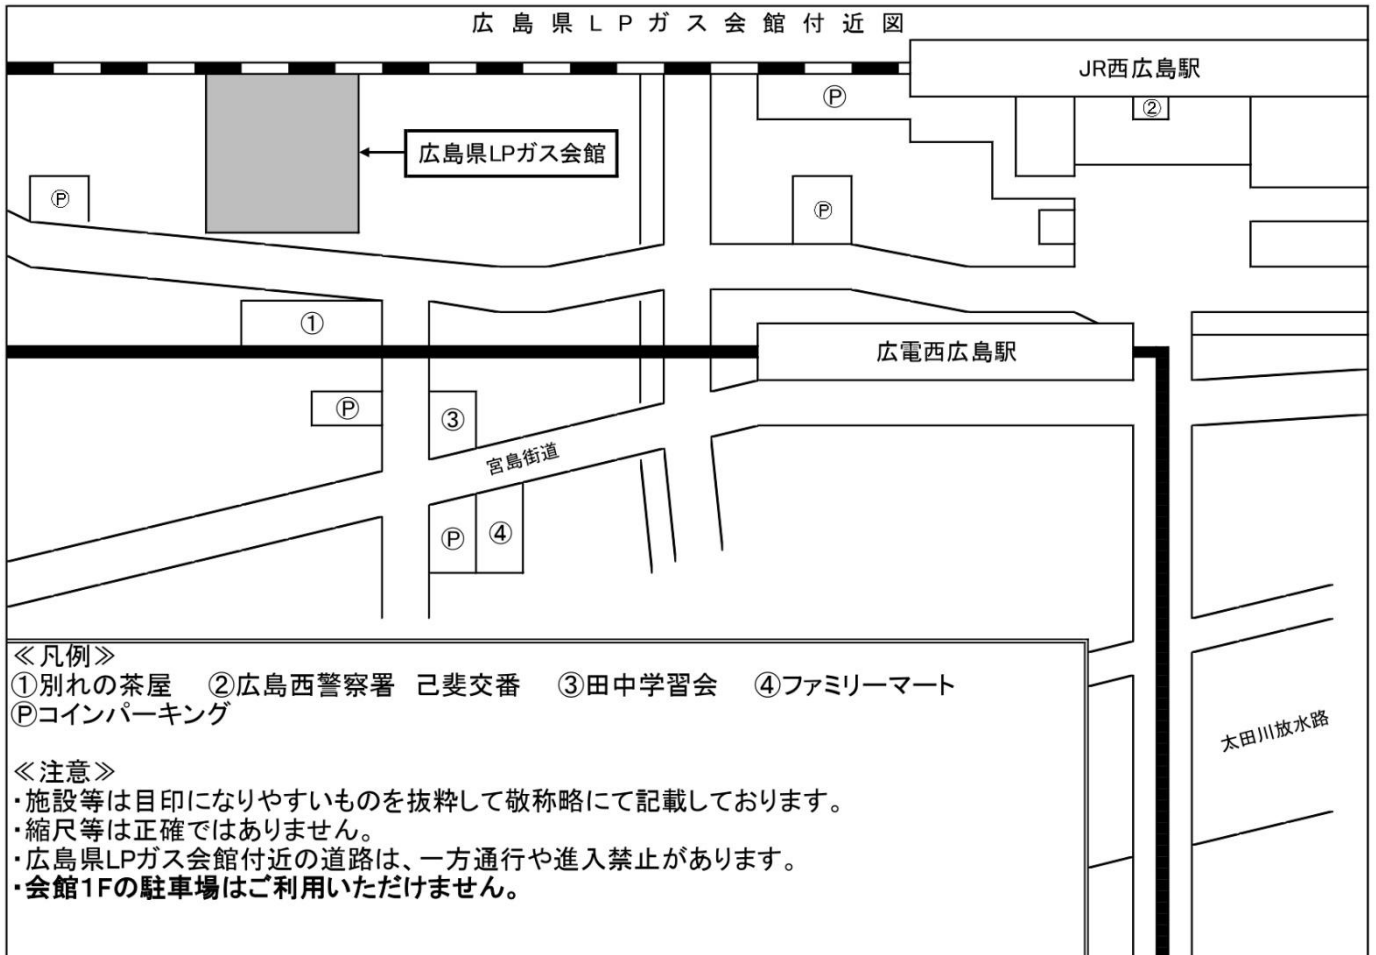 広島県LPガス会館付近図
JR西広島駅
Ⓟ
②
広島県LPガス会館
Ⓟ
Ⓟ
①
広電西広島駅
Ⓟ
③
宮島街道
Ⓟ
④
≪凡例≫
①別れの茶屋 ②広島西警察署 己斐交番 ③田中学習会 ④ファミリーマート
Ⓟコインパーキング
太田川放水路
≪注意≫
・施設等は目印になりやすいものを抜粋して敬称略にて記載しております。
・縮尺等は正確ではありません。
・広島県LPガス会館付近の道路は、一方通行や進入禁止があります。
・会館1Fの駐車場はご利用いただけません。